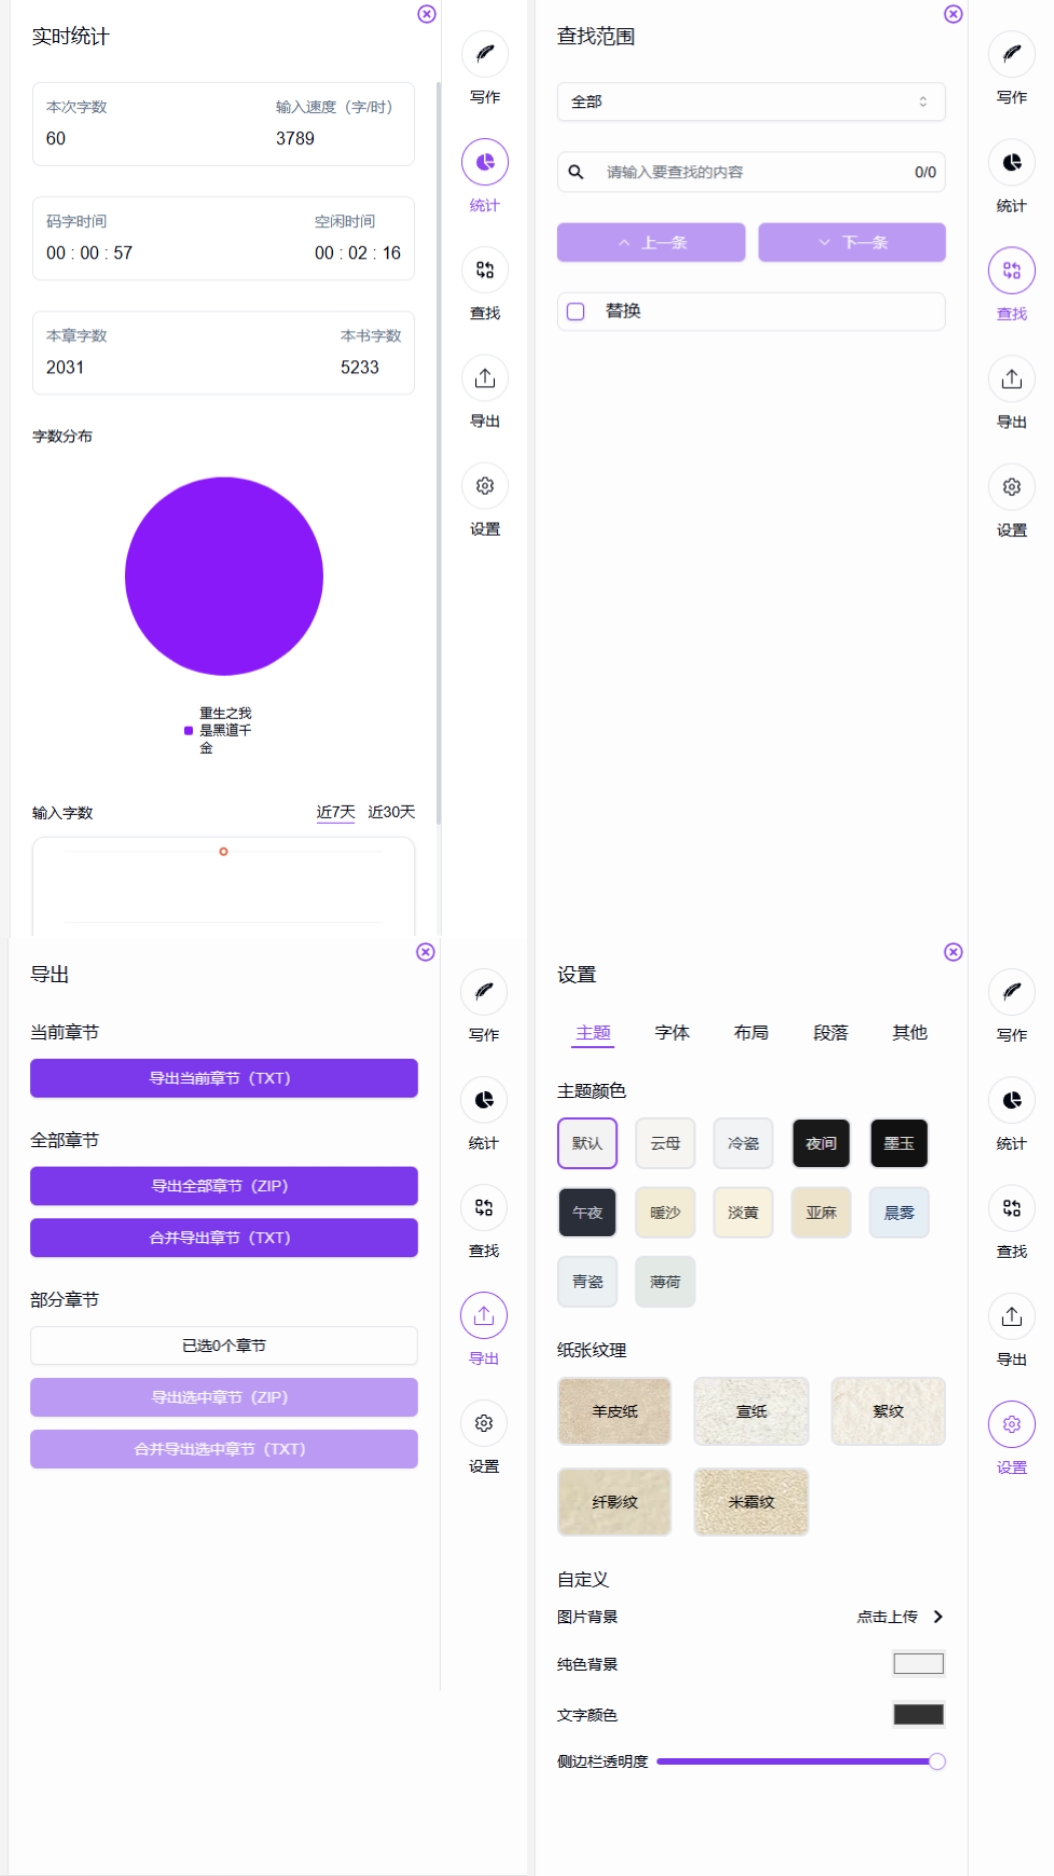 实时统计
本次字数 输入速度（字/时）
60 3789
码字时间 空闲时间
00 : 00 : 57 00 : 02 : 16
本章字数 本书字数
2031 5233
字数分布
重生之我
是黑道千
金
输入字数 近7天 近30天
写作
统计
查找
导出
设置
查找范围
全部
请输入要查找的内容 0/0
上一条 下一条
替换
写作
统计
查找
导出
设置
导出
当前章节
导出当前章节（TXT）
全部章节
导出全部章节（ZIP）
合并导出章节（TXT）
部分章节
已选0个章节
导出选中章节（ZIP）
合并导出选中章节（TXT）
写作
统计
查找
导出
设置
设置
主题 字体 布局 段落 其他
主题颜色
默认 云母 冷瓷 夜间 墨玉
午夜 暖沙 淡黄 亚麻 晨雾
青瓷 薄荷
纸张纹理
羊皮纸 宣纸 絮纹
纤影纹 米霜纹
自定义
图片背景 点击上传
纯色背景
文字颜色
侧边栏透明度
写作
统计
查找
导出
设置